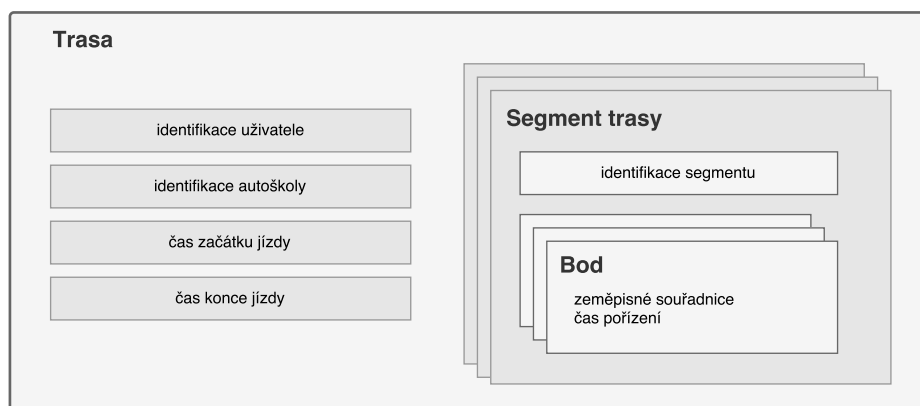 Trasa
identifikace uživatele
identifikace autoškoly
čas začátku jízdy
čas konce jízdy
Segment trasy
identifikace segmentu
Bod
zeměpisné souřadnice
čas pořízení